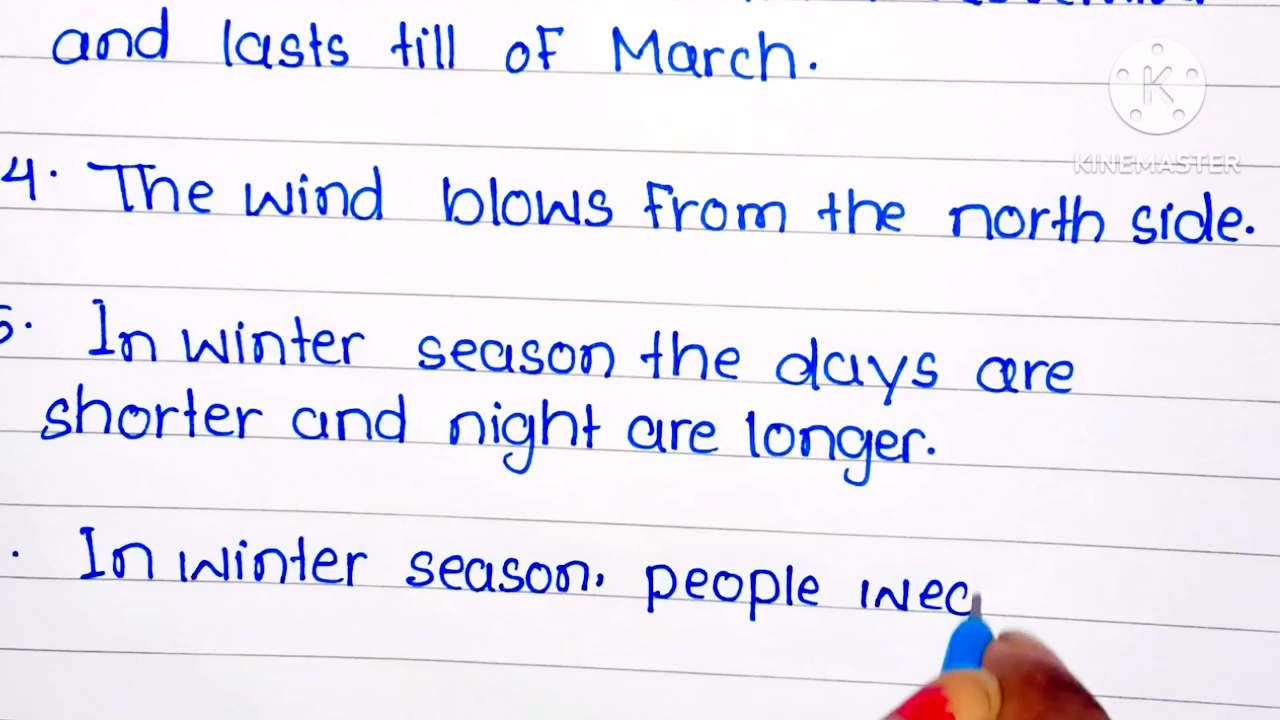 and lasts till of March.
K
KINEMASTER
4. The wind blows from the north side.
5. In winter season the days are
shorter and night are longer.
. In winter season, people